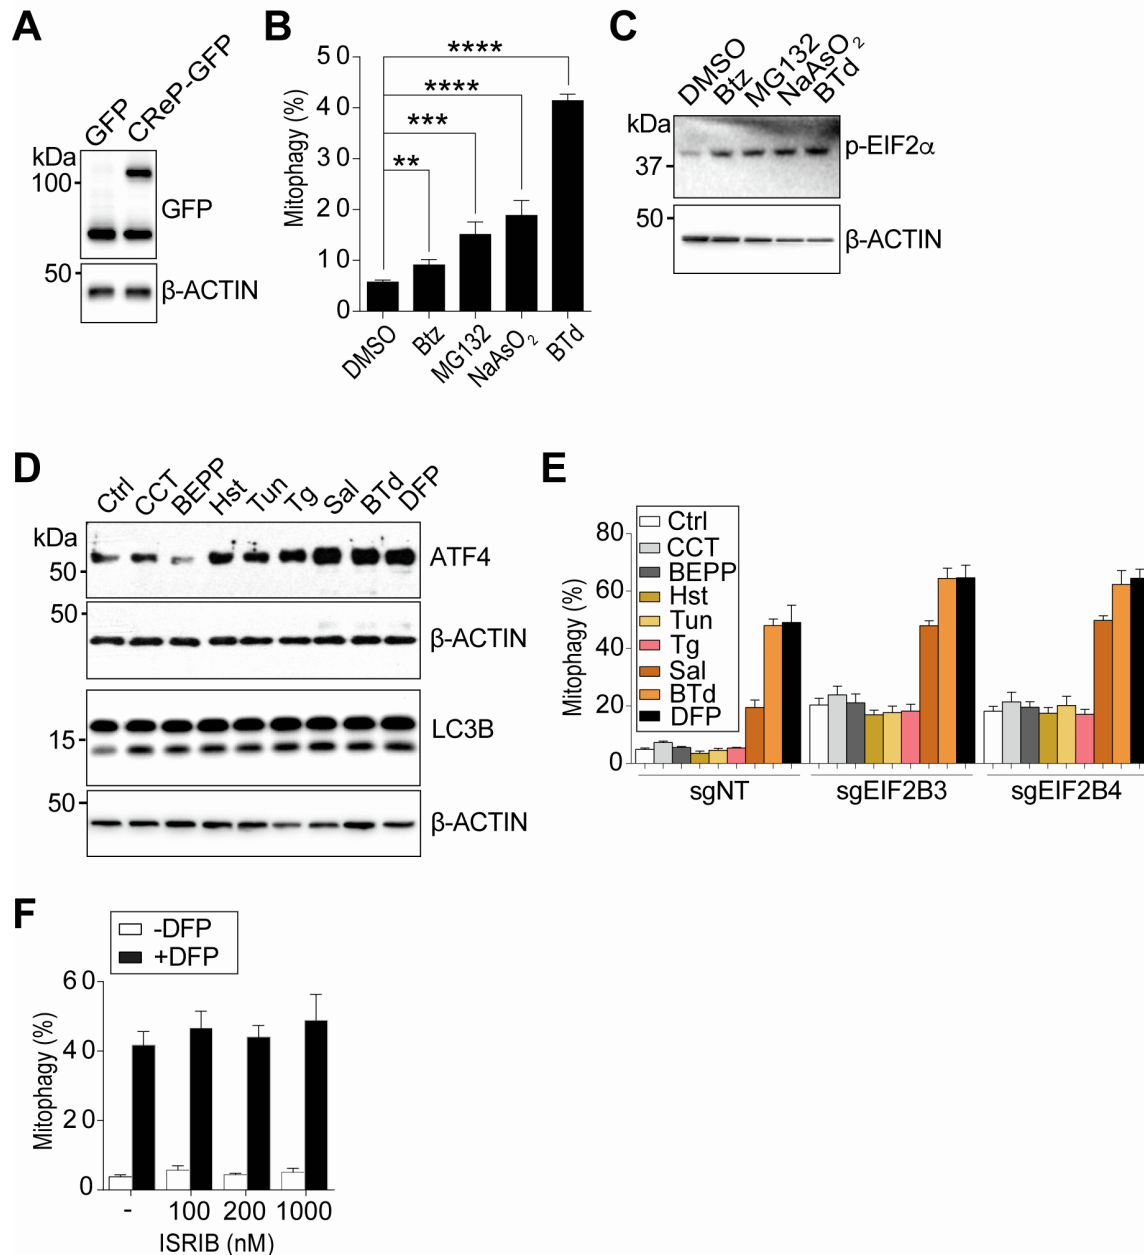 A
GFP
CReP-GFP
kDa
100
GFP
50
β-ACTIN
B
Mitophagy (%)
50
40
30
20
10
0
****
****
***
**
DMSO
Btz
MG132
NaAsO2
BTd
C
DMSO
Btz
MG132
NaAsO2
BTd
kDa
37
p-EIF2α
50
β-ACTIN
D
Ctrl
CCT
BEPP
Hst
Tun
Tg
Sal
BTd
DFP
kDa
50
ATF4
50
β-ACTIN
15
LC3B
50
β-ACTIN
E
Mitophagy (%)
80
60
40
20
0
Ctrl
CCT
BEPP
Hst
Tun
Tg
Sal
BTd
DFP
sgNT
sgEIF2B3
sgEIF2B4
F
-DFP
+DFP
Mitophagy (%)
60
40
20
0
- 100 200 1000
ISRIB (nM)